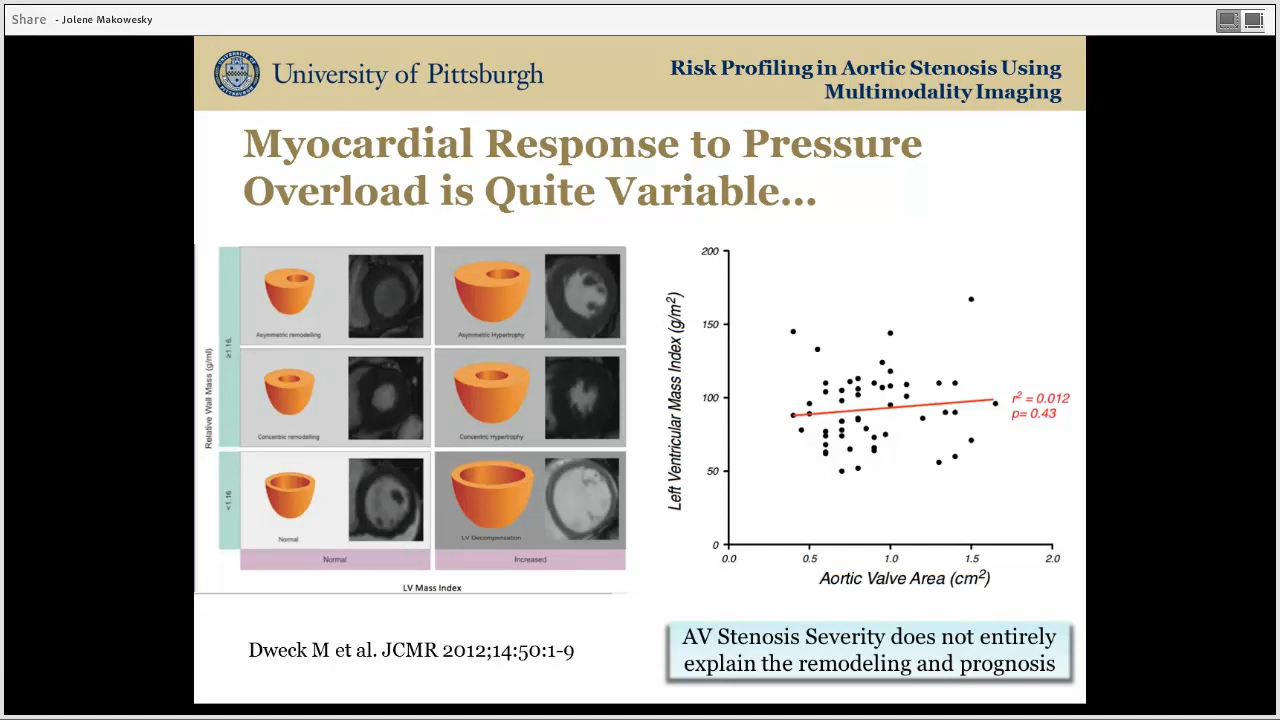 Share - Jolene Makowesky
University of Pittsburgh
Risk Profiling in Aortic Stenosis Using
Multimodality Imaging
Myocardial Response to Pressure
Overload is Quite Variable...
Relative Wall Mass (g/ml)
≥1.16.
<1.16
Asymmetric remodelling
Asymmetric Hypertrophy
Concentric remodelling
Concentric Hypertrophy
Normal
LV Decompensation
Normal
Increased
LV Mass Index
Left Ventricular Mass Index (g/m²)
200
150
100
50
0
r² = 0.012
p= 0.43
0.0 0.5 1.0 1.5 2.0
Aortic Valve Area (cm²)
Dweck M et al. JCMR 2012;14:50:1-9
AV Stenosis Severity does not entirely
explain the remodeling and prognosis